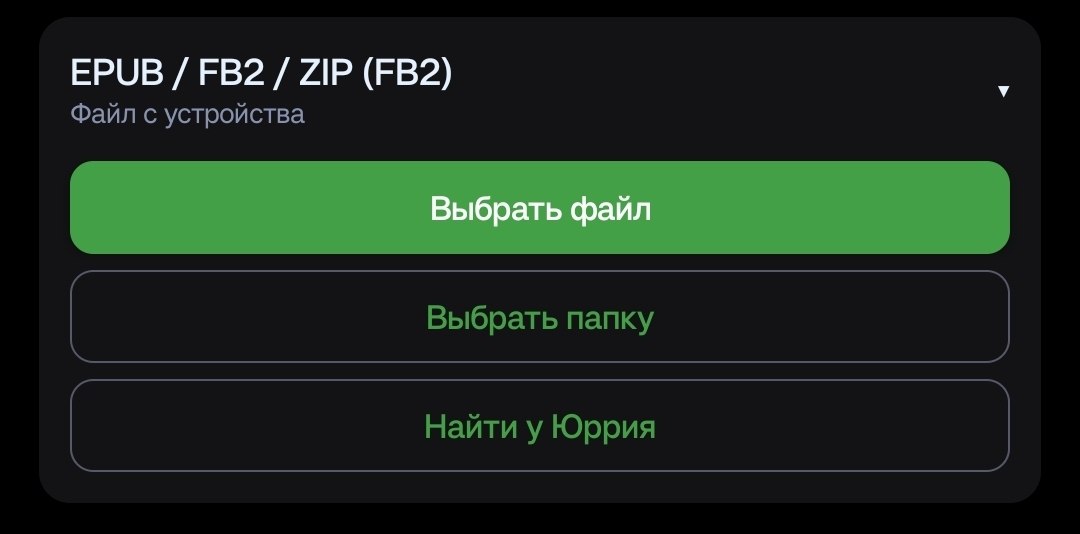 EPUB / FB2 / ZIP (FB2)
Файл с устройства
Выбрать файл
Выбрать папку
Найти у Юррия